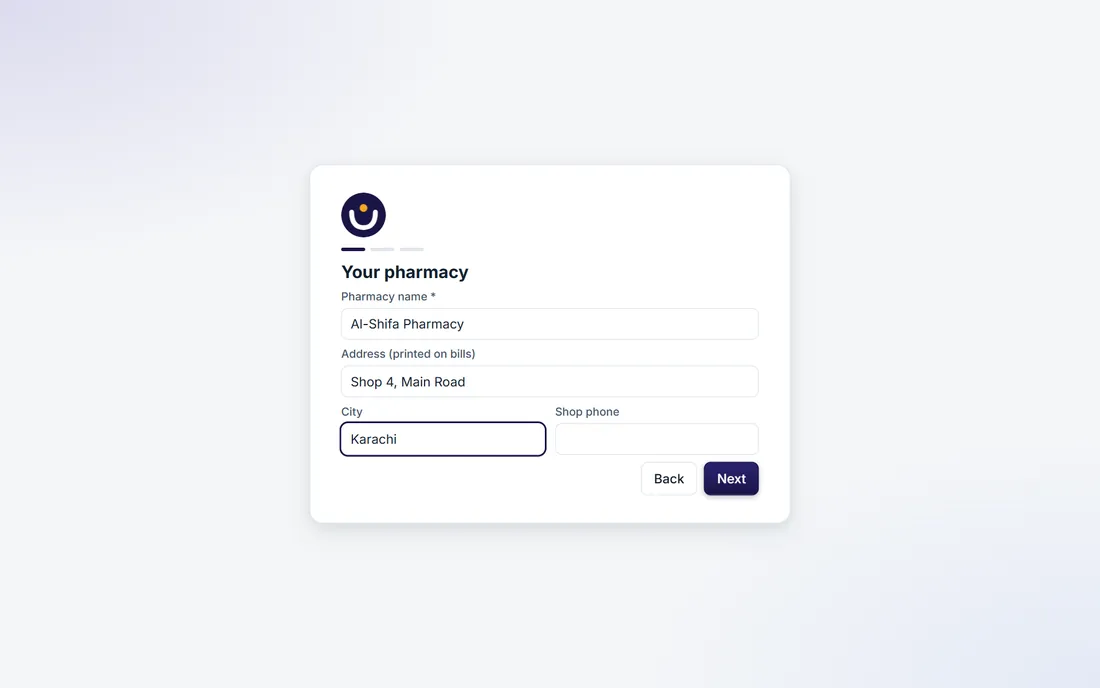 Your pharmacy
Pharmacy name *
Al-Shifa Pharmacy
Address (printed on bills)
Shop 4, Main Road
City
Shop phone
Karachi
Back
Next